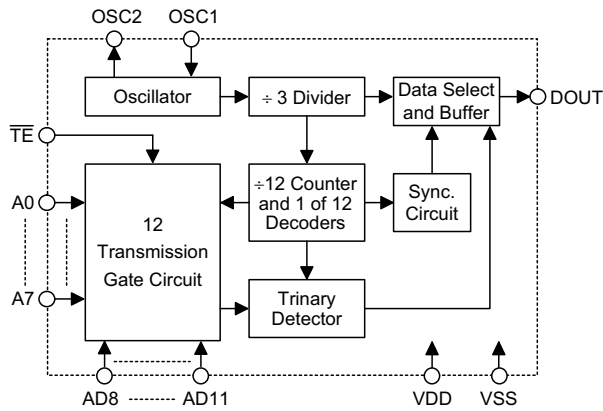 OSC2 OSC1
Oscillator
÷ 3 Divider
Data Select
and Buffer
DOUT
TE
A0
12
Transmission
Gate Circuit
÷12 Counter
and 1 of 12
Decoders
Sync.
Circuit
A7
Trinary
Detector
AD8 AD11 VDD VSS